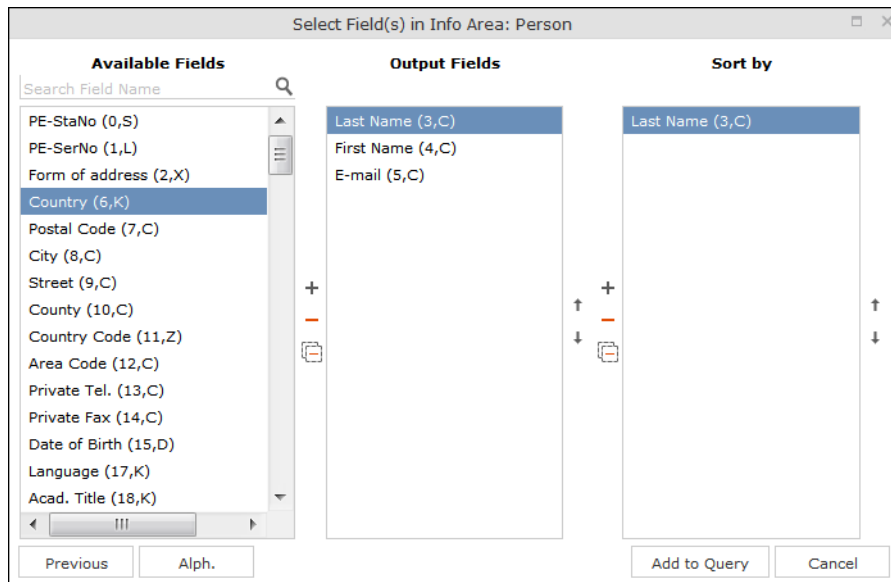 Select Field(s) in Info Area: Person
Available Fields
Search Field Name
PE-StaNo (0,S)
PE-SerNo (1,L)
Form of address (2,X)
Country (6,K)
Postal Code (7,C)
City (8,C)
Street (9,C)
County (10,C)
Country Code (11,Z)
Area Code (12,C)
Private Tel. (13,C)
Private Fax (14,C)
Date of Birth (15,D)
Language (17,K)
Acad. Title (18,K)
Output Fields
Last Name (3,C)
First Name (4,C)
E-mail (5,C)
Sort by
Last Name (3,C)
Previous
Alph.
Add to Query
Cancel